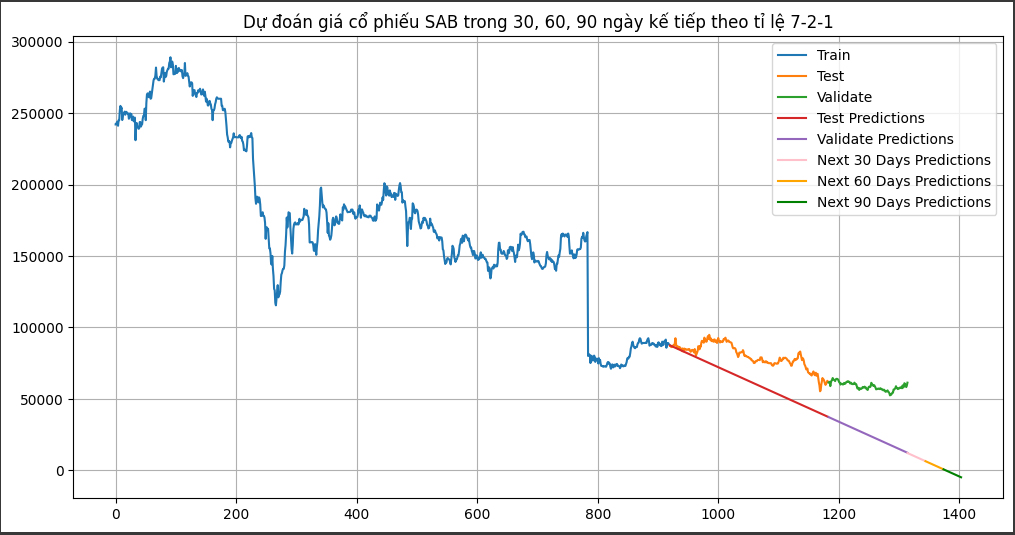 Dự đoán giá cổ phiếu SAB trong 30, 60, 90 ngày kế tiếp theo tỉ lệ 7-2-1
300000
250000
200000
150000
100000
50000
0
0
200
400
600
800
1000
1200
1400
Train
Test
Validate
Test Predictions
Validate Predictions
Next 30 Days Predictions
Next 60 Days Predictions
Next 90 Days Predictions